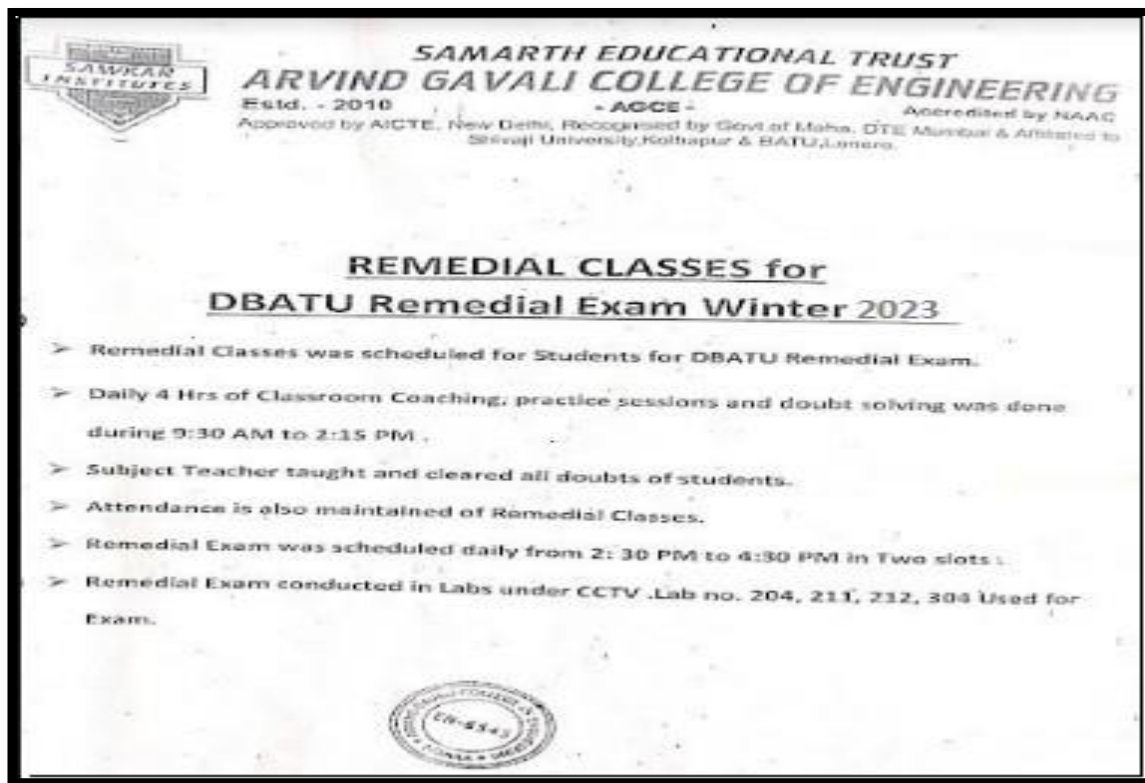 SAWKAR
INSTITUTES
SAMARTH EDUCATIONAL TRUST
ARVIND GAVALI COLLEGE OF ENGINEERING
Estd. - 2010 - AGCE - Accredited by NAAC
Approved by AICTE, New Delhi, Recognised by Govt.of Maha, DTE Mumbai & Affiliated to
Shivaji University,Kolhapur & BATU,Lonere.
REMEDIAL CLASSES for
DBATU Remedial Exam Winter 2023
➢ Remedial Classes was scheduled for Students for DBATU Remedial Exam.
➢ Daily 4 Hrs of Classroom Coaching, practice sessions and doubt solving was done
during 9:30 AM to 2:15 PM .
➢ Subject Teacher taught and cleared all doubts of students.
➢ Attendance is also maintained of Remedial Classes.
➢ Remedial Exam was scheduled daily from 2: 30 PM to 4:30 PM in Two slots :
➢ Remedial Exam conducted in Labs under CCTV .Lab no. 204, 211, 212, 304 Used for
Exam.